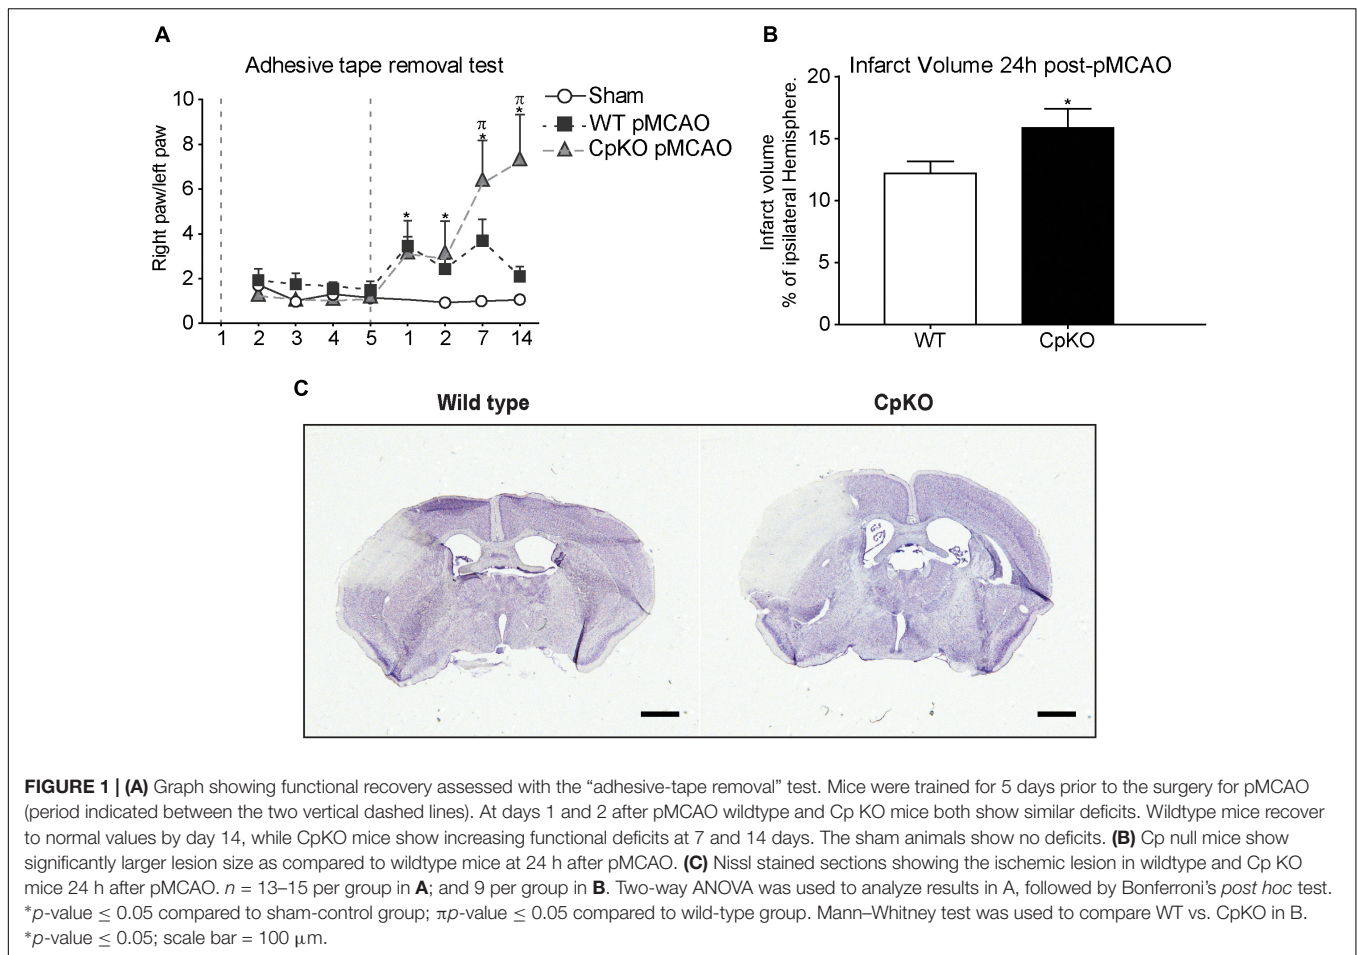 A
Adhesive tape removal test
Right paw/left paw
10
8
6
4
2
0
1 2 3 4 5 1 2 7 14
* * π * π *
Sham
WT pMCAO
CpKO pMCAO
B
Infarct Volume 24h post-pMCAO
Infarct volume
% of ipsilateral Hemisphere.
20
15
10
5
0
*
WT CpKO
C
Wild type CpKO
FIGURE 1 | (A) Graph showing functional recovery assessed with the “adhesive-tape removal” test. Mice were trained for 5 days prior to the surgery for pMCAO
(period indicated between the two vertical dashed lines). At days 1 and 2 after pMCAO wildtype and Cp KO mice both show similar deficits. Wildtype mice recover
to normal values by day 14, while CpKO mice show increasing functional deficits at 7 and 14 days. The sham animals show no deficits. (B) Cp null mice show
significantly larger lesion size as compared to wildtype mice at 24 h after pMCAO. (C) Nissl stained sections showing the ischemic lesion in wildtype and Cp KO
mice 24 h after pMCAO. n = 13–15 per group in A; and 9 per group in B. Two-way ANOVA was used to analyze results in A, followed by Bonferroni’s post hoc test.
*p-value ≤ 0.05 compared to sham-control group; πp-value ≤ 0.05 compared to wild-type group. Mann–Whitney test was used to compare WT vs. CpKO in B.
*p-value ≤ 0.05; scale bar = 100 μm.